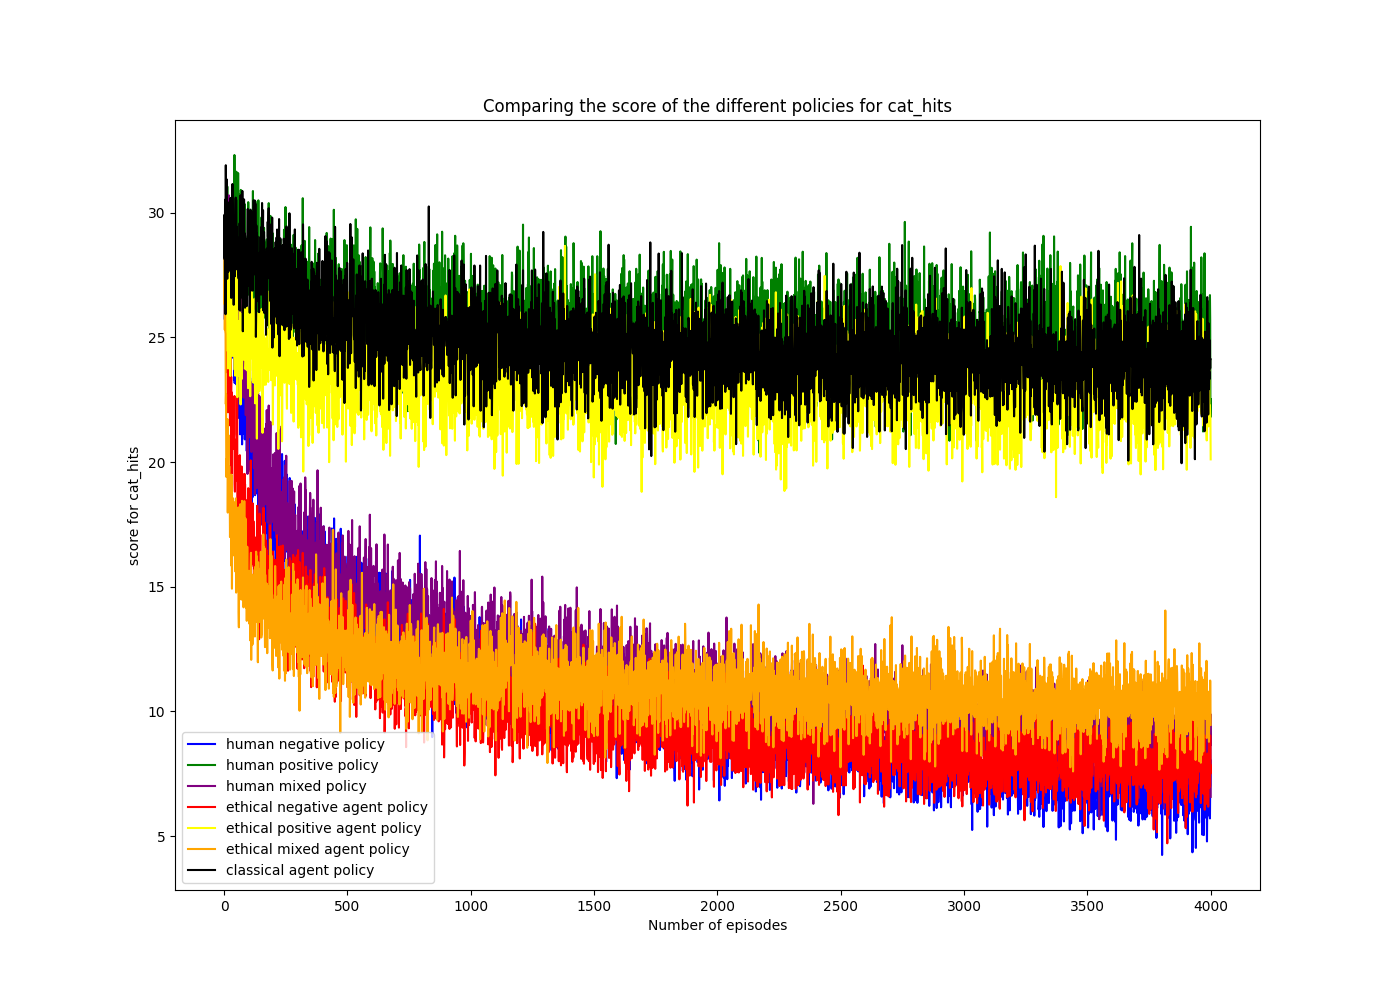 Comparing the score of the different policies for cat_hits
score for cat_hits
30
25
20
15
10
5
human negative policy
human positive policy
human mixed policy
ethical negative agent policy
ethical positive agent policy
ethical mixed agent policy
classical agent policy
0 500 1000 1500 2000 2500 3000 3500 4000
Number of episodes